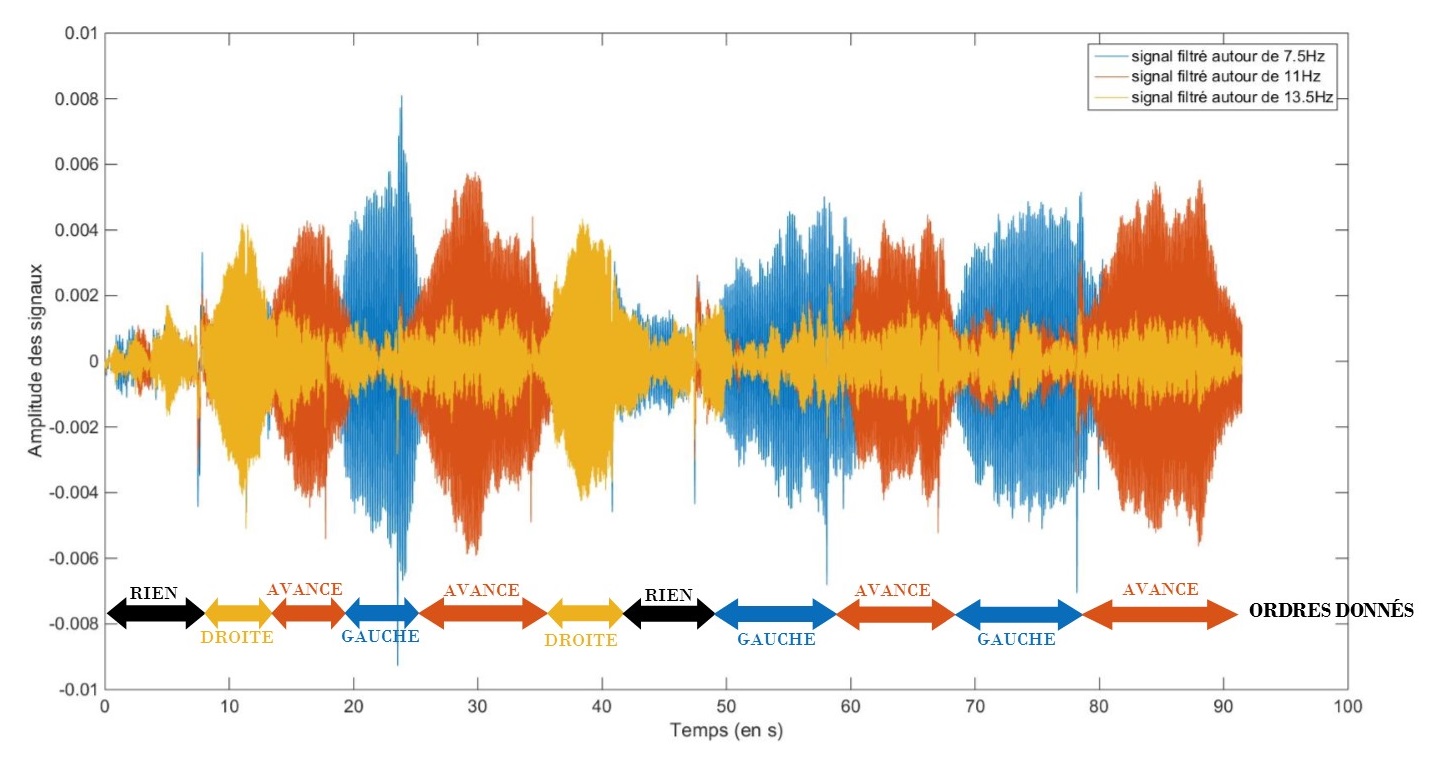 0.01
0.008
0.006
0.004
0.002
0
-0.002
-0.004
-0.006
-0.008
-0.01
Amplitude des signaux
signal filtré autour de 7.5Hz
signal filtré autour de 11Hz
signal filtré autour de 13.5Hz
RIEN
DROITE
AVANCE
GAUCHE
AVANCE
DROITE
RIEN
GAUCHE
AVANCE
GAUCHE
AVANCE
ORDRES DONNÉS
0 10 20 30 40 50 60 70 80 90 100
Temps (en s)